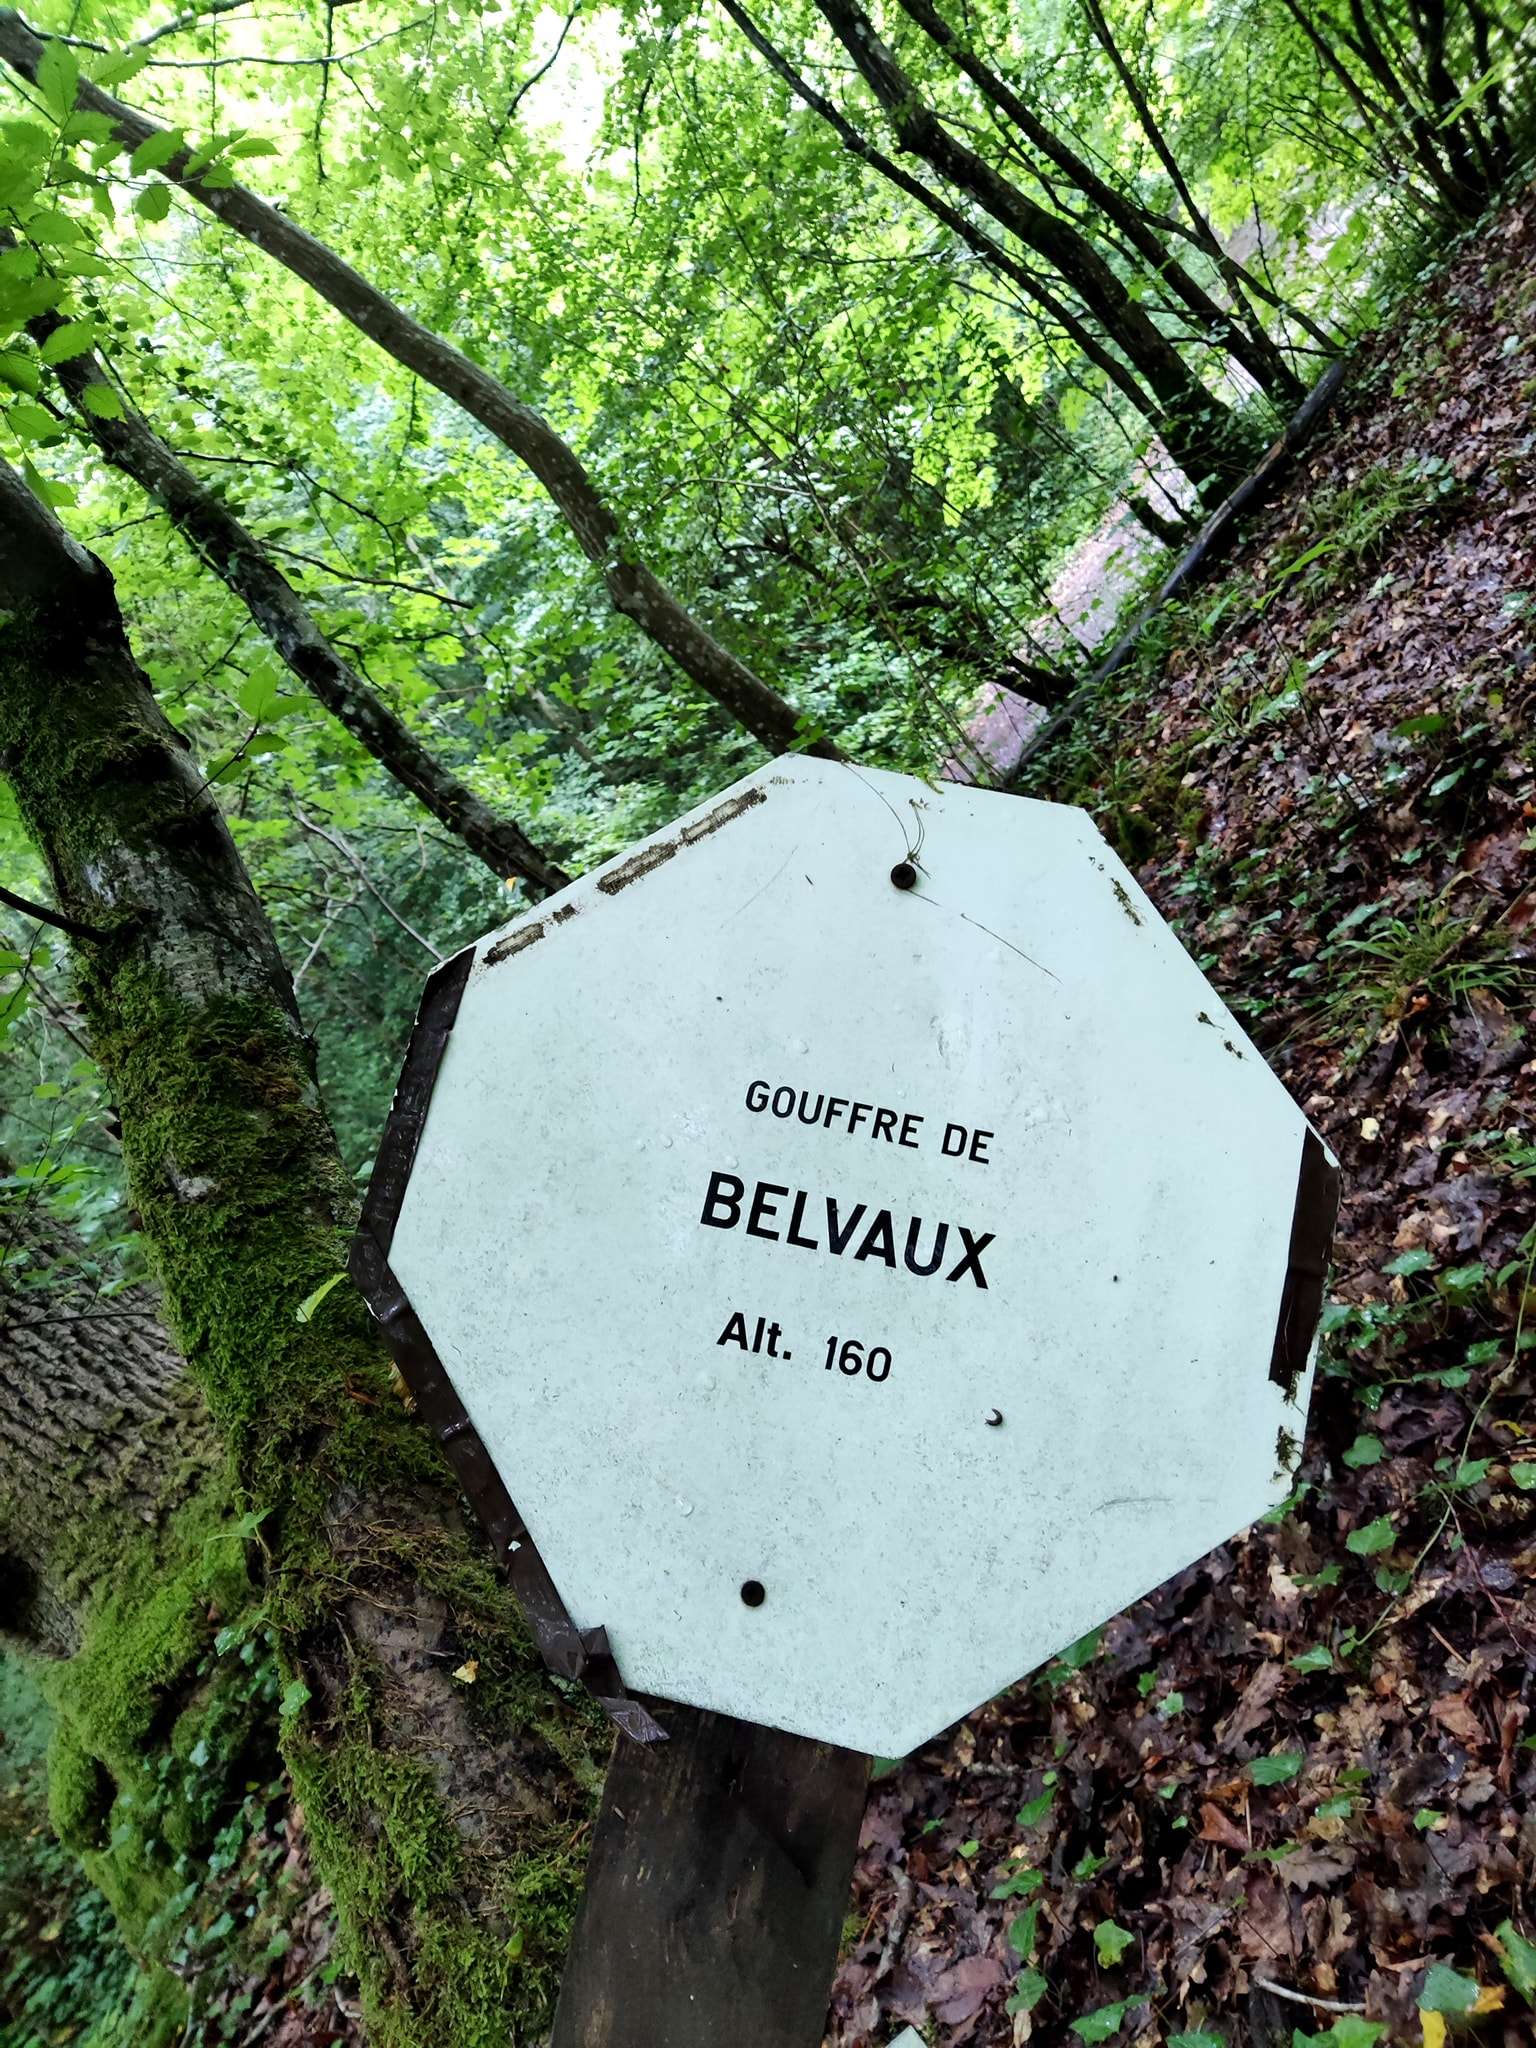 GOUFFRE DE
BELVAUX
Alt. 160